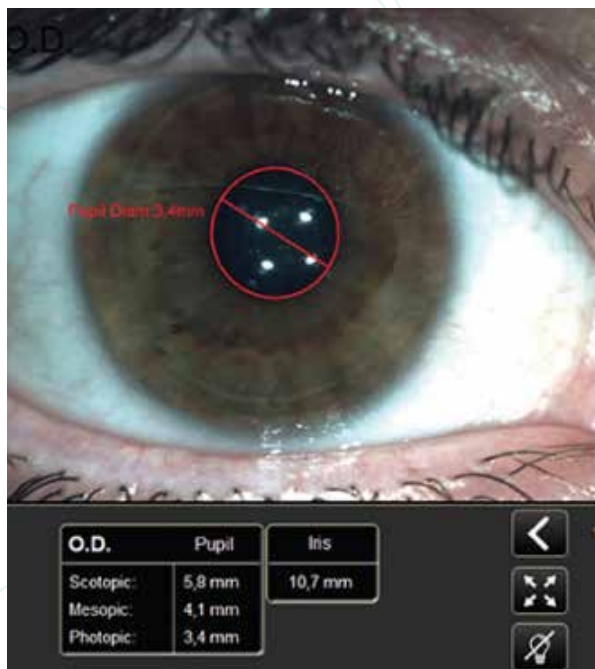 O.D.
Pupil Diam:3,4mm
O.D. Pupil
Scotopic: 5,8 mm
Mesopic: 4,1 mm
Photopic: 3,4 mm
Iris
10,7 mm